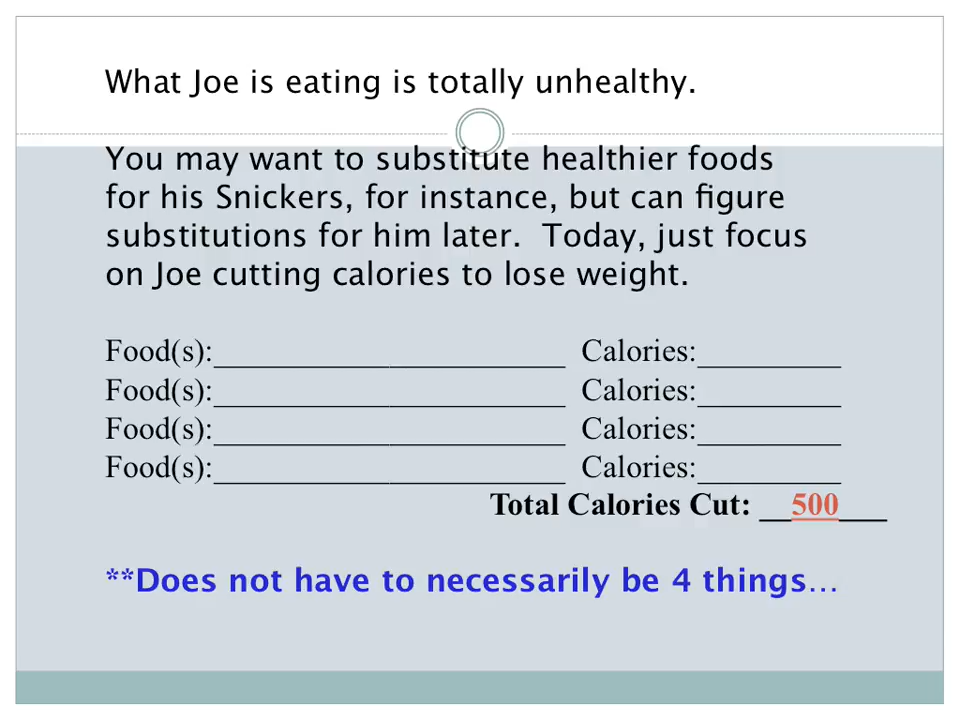 What Joe is eating is totally unhealthy.
You may want to substitute healthier foods
for his Snickers, for instance, but can figure
substitutions for him later.  Today, just focus
on Joe cutting calories to lose weight.
Food(s):______________________ Calories:_________
Food(s):______________________ Calories:_________
Food(s):______________________ Calories:_________
Food(s):______________________ Calories:_________
Total Calories Cut: __500___
**Does not have to necessarily be 4 things…